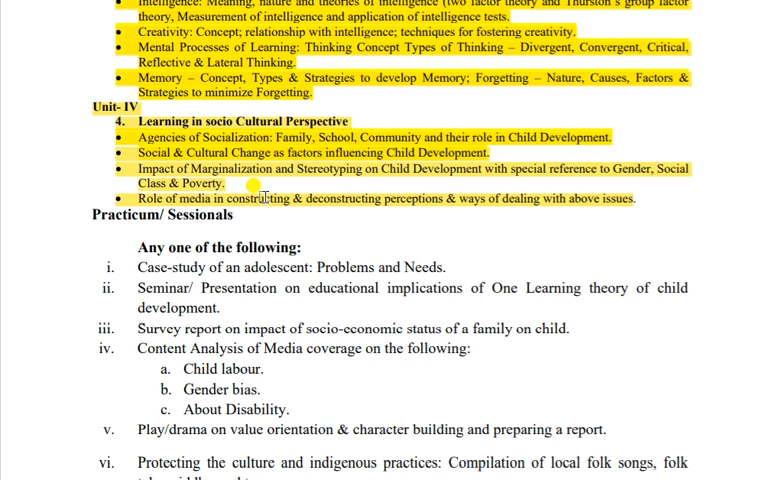 • Intelligence: Meaning, nature and theories of intelligence (two factor theory and Thurston's group factor
theory, Measurement of intelligence and application of intelligence tests.
• Creativity: Concept; relationship with intelligence; techniques for fostering creativity.
• Mental Processes of Learning: Thinking Concept Types of Thinking – Divergent, Convergent, Critical,
Reflective & Lateral Thinking.
• Memory – Concept, Types & Strategies to develop Memory; Forgetting – Nature, Causes, Factors &
Strategies to minimize Forgetting.
Unit- IV
4. Learning in socio Cultural Perspective
• Agencies of Socialization: Family, School, Community and their role in Child Development.
• Social & Cultural Change as factors influencing Child Development.
• Impact of Marginalization and Stereotyping on Child Development with special reference to Gender, Social
Class & Poverty.
• Role of media in constructing & deconstructing perceptions & ways of dealing with above issues.
Practicum/ Sessionals
Any one of the following:
i. Case-study of an adolescent: Problems and Needs.
ii. Seminar/ Presentation on educational implications of One Learning theory of child
development.
iii. Survey report on impact of socio-economic status of a family on child.
iv. Content Analysis of Media coverage on the following:
a. Child labour.
b. Gender bias.
c. About Disability.
v. Play/drama on value orientation & character building and preparing a report.
vi. Protecting the culture and indigenous practices: Compilation of local folk songs, folk